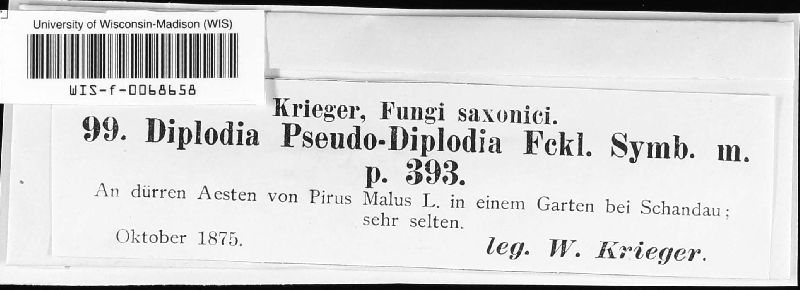 University of Wisconsin-Madison (WIS)
WIS-f-0068658
Krieger, Fungi saxonici.
99. Diplodia Pseudo-Diplodia Fckl. Symb. m.
p. 393.
An dürren Aesten von Pirus Malus L. in einem Garten bei Schandau;
sehr selten.
Oktober 1875.
leg. W. Krieger.